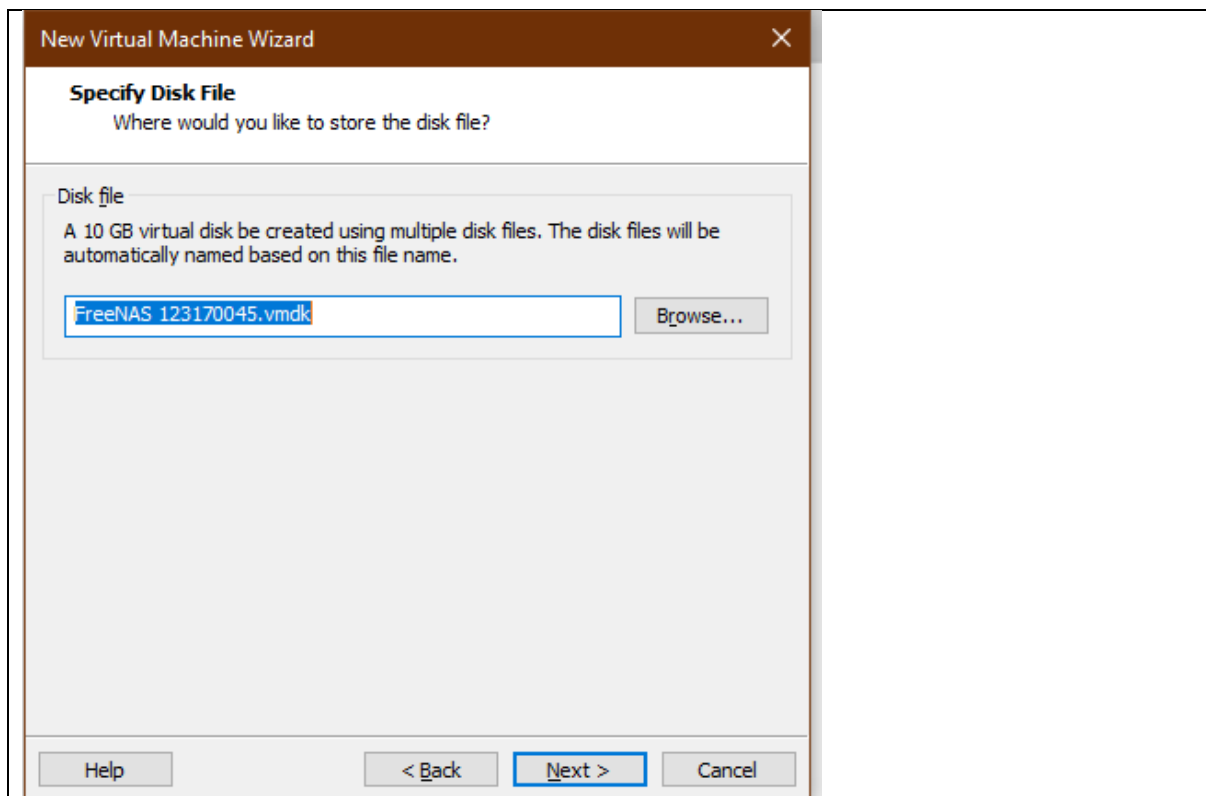 New Virtual Machine Wizard
Specify Disk File
Where would you like to store the disk file?
Disk file
A 10 GB virtual disk be created using multiple disk files. The disk files will be
automatically named based on this file name.
FreeNAS 123170045.vmdk
Browse...
Help
< Back
Next >
Cancel